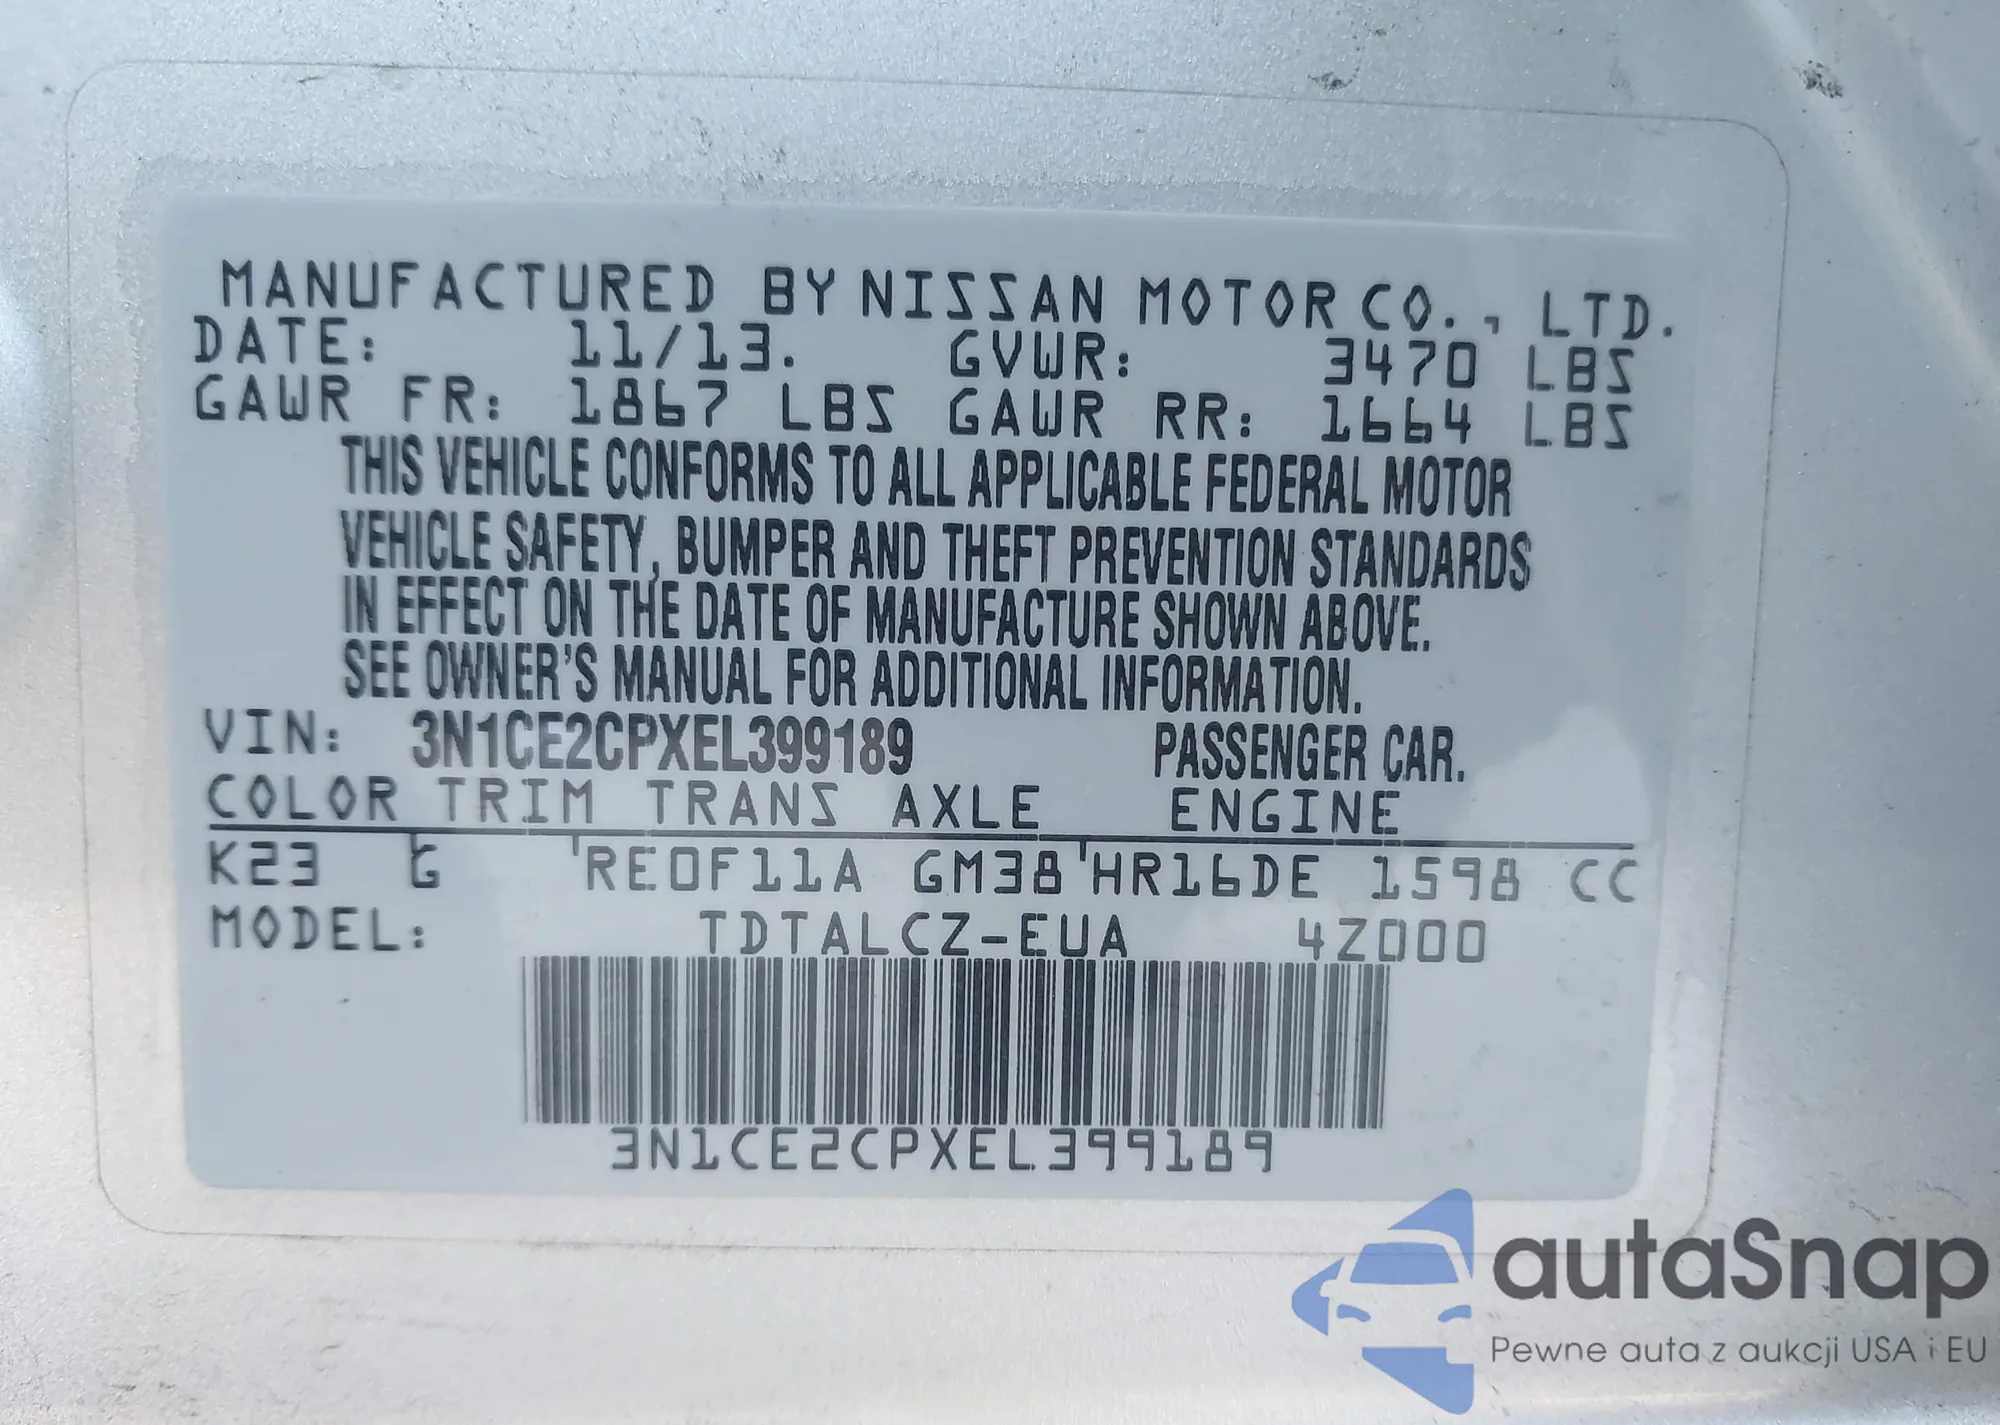 MANUFACTURED BY NISSAN MOTOR CO., LTD.
DATE: 11/13. GVWR: 3470 LBS
GAWR FR: 1867 LBS GAWR RR: 1664 LBS
THIS VEHICLE CONFORMS TO ALL APPLICABLE FEDERAL MOTOR
VEHICLE SAFETY, BUMPER AND THEFT PREVENTION STANDARDS
IN EFFECT ON THE DATE OF MANUFACTURE SHOWN ABOVE.
SEE OWNER'S MANUAL FOR ADDITIONAL INFORMATION.
VIN: 3N1CE2CPXEL399189 PASSENGER CAR.
COLOR TRIM TRANS AXLE ENGINE
K23 G RE0F11A GM38 HR16DE 1598 CC
MODEL: TDTALCZ-EUA 4Z000
3N1CE2CPXEL399189
autaSnap
Pewne auta z aukcji USA i EU